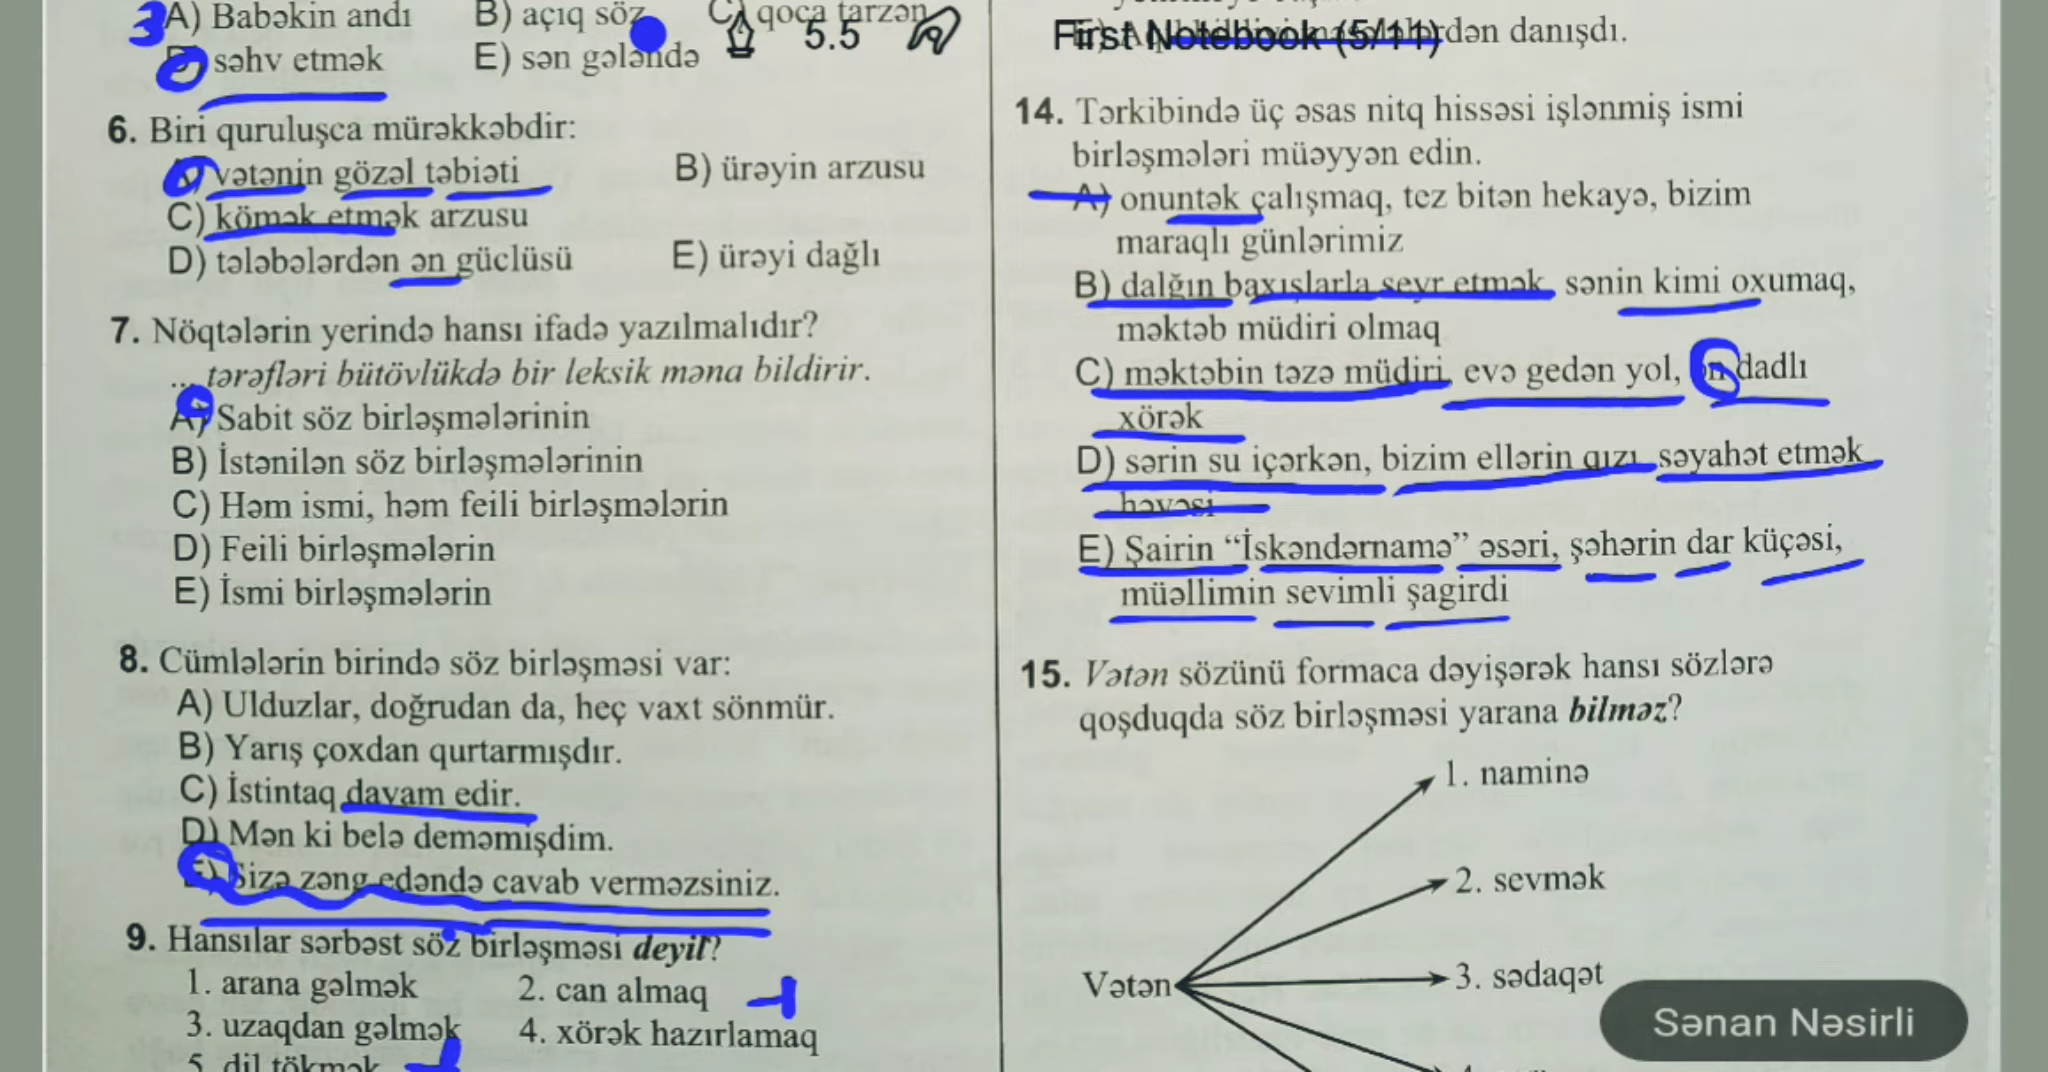 A) Babəkin andı B) açıq söz C) qoca tarzən
səhv etmək E) sən gələndə
6. Biri quruluşca mürəkkəbdir:
vətənin gözəl təbiəti B) ürəyin arzusu
C) kömək etmək arzusu
D) tələbələrdən ən güclüsü E) ürəyi dağlı
7. Nöqtələrin yerində hansı ifadə yazılmalıdır?
... tərəfləri bütövlükdə bir leksik məna bildirir.
A) Sabit söz birləşmələrinin
B) İstənilən söz birləşmələrinin
C) Həm ismi, həm feili birləşmələrin
D) Feili birləşmələrin
E) İsmi birləşmələrin
8. Cümlələrin birində söz birləşməsi var:
A) Ulduzlar, doğrudan da, heç vaxt sönmür.
B) Yarış çoxdan qurtarmışdır.
C) İstintaq davam edir.
D) Mən ki belə deməmişdim.
E) Sizə zəng edəndə cavab verməzsiniz.
9. Hansılar sərbəst söz birləşməsi deyil?
1. arana gəlmək 2. can almaq
3. uzaqdan gəlmək 4. xörək hazırlamaq
5. dil tökmək
5.5
First Notebook (5/11)
danışdı.
14. Tərkibində üç əsas nitq hissəsi işlənmiş ismi
birləşmələri müəyyən edin.
A) onuntək çalışmaq, tez bitən hekayə, bizim
maraqlı günlərimiz
B) dalğın baxışlarla seyr etmək, sənin kimi oxumaq,
məktəb müdiri olmaq
C) məktəbin təzə müdiri, evə gedən yol, ən dadlı
xörək
D) sərin su içərkən, bizim ellərin qızı, səyahət etmək
həvəsi
E) Şairin “İskəndərnamə” əsəri, şəhərin dar küçəsi,
müəllimin sevimli şagirdi
15. Vətən sözünü formaca dəyişərək hansı sözlərə
qoşduqda söz birləşməsi yarana bilməz?
1. naminə
2. sevmək
Vətən 3. sədaqət
Sənan Nəsirli